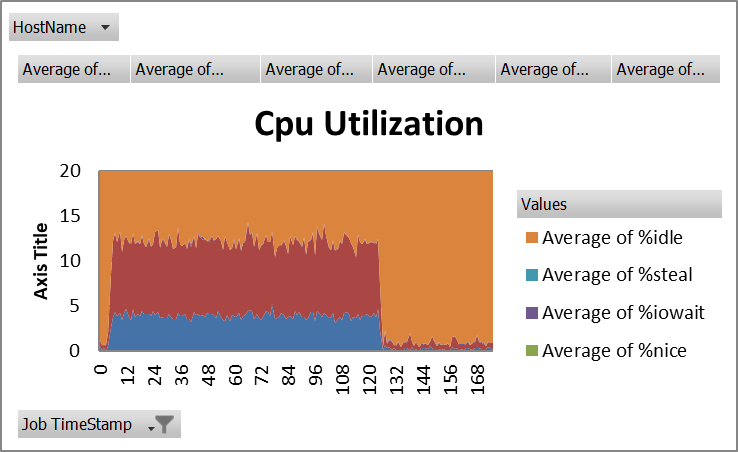 HostName
Average of... Average of... Average of... Average of... Average of... Average of...
Cpu Utilization
Axis Title
20
15
10
5
0
0 12 24 36 48 60 72 84 96 108 120 132 144 156 168
Values
Average of %idle
Average of %steal
Average of %iowait
Average of %nice
Job TimeStamp